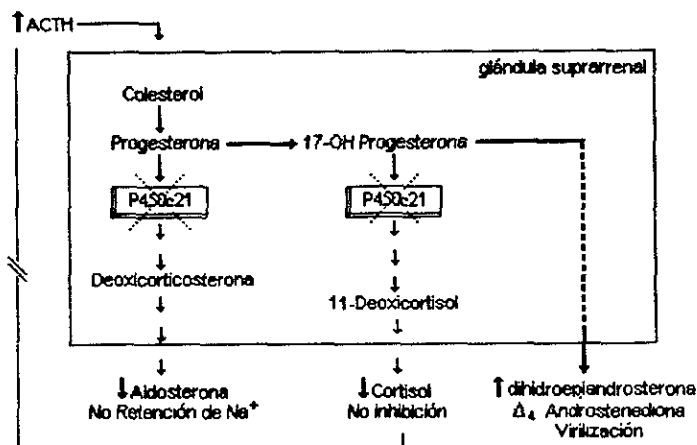 ↑ACTH
glándula suprarrenal
Colesterol
Progesterona
17-OH Progesterona
P450c21
P450c21
Deoxicorticosterona
11-Deoxicortisol
↓Aldosterona
No Retención de Na⁺
↓Cortisol
No inhibición
↑dihidroepiandrosterona
Δ₄ Androstenediona
Virilización